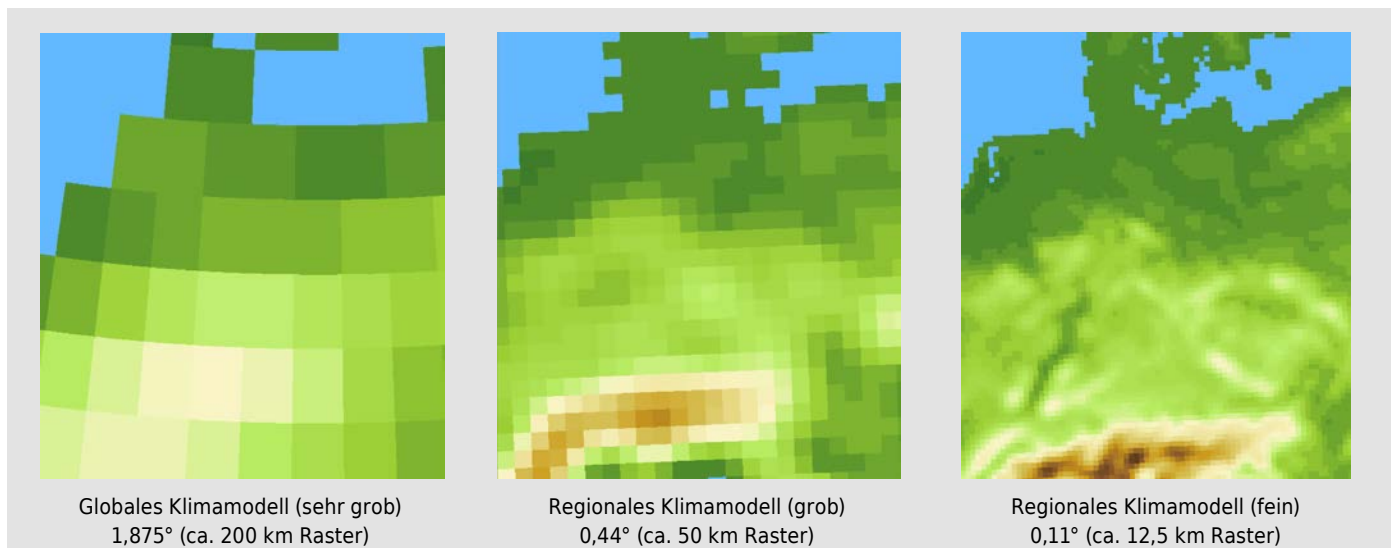 Globales Klimamodell (sehr grob)
1,875° (ca. 200 km Raster)
Regionales Klimamodell (grob)
0,44° (ca. 50 km Raster)
Regionales Klimamodell (fein)
0,11° (ca. 12,5 km Raster)